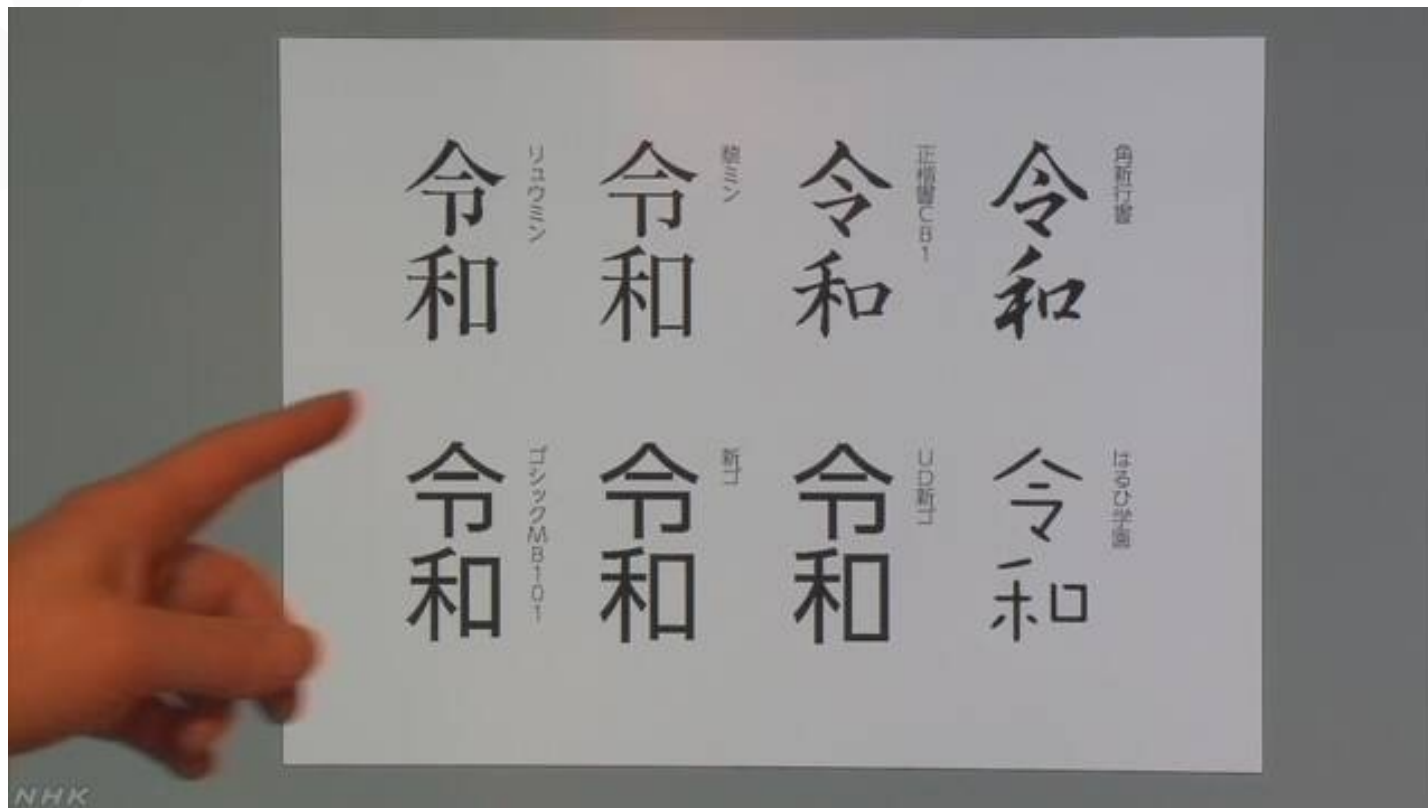 角新行書
令和
正楷書CB1
令和
黎ミン
令和
リュウミン
令和
はるひ学園
令和
UD新ゴ
令和
新ゴ
令和
ゴシックMB101
令和
NHK